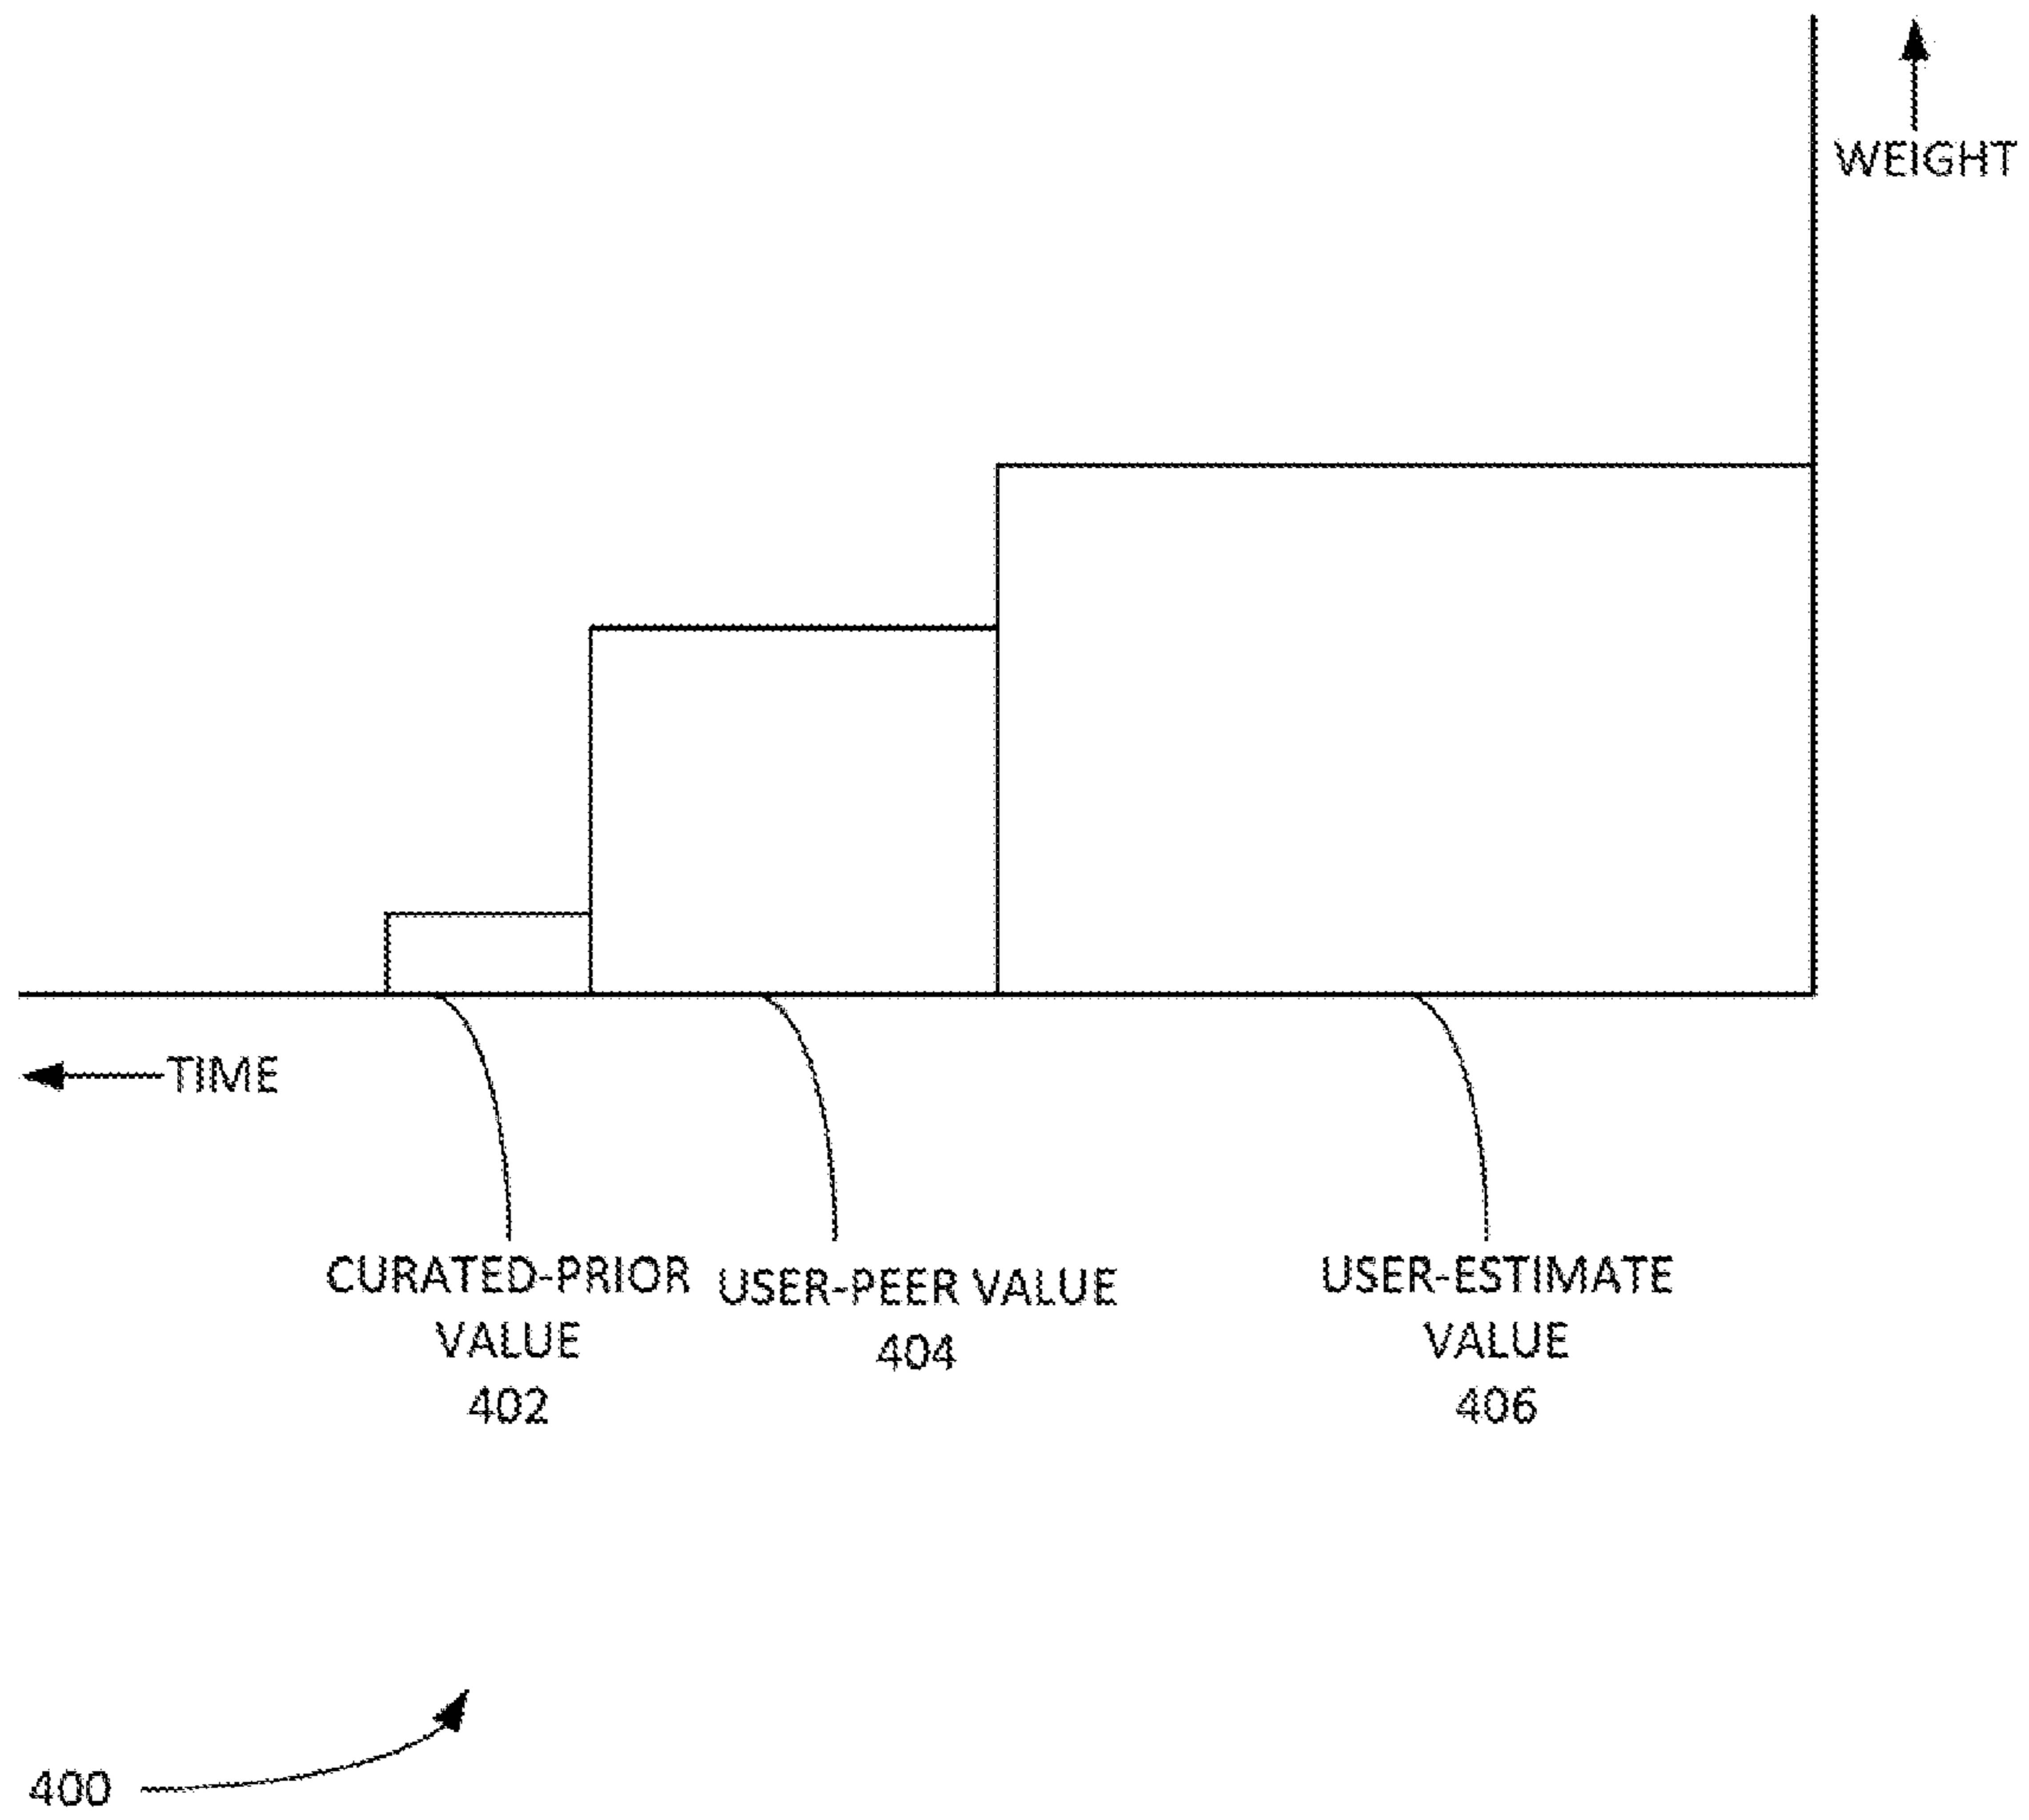 WEIGHT
TIME
CURATED-PRIOR
VALUE
402
USER-PEER VALUE
404
USER-ESTIMATE
VALUE
406
400